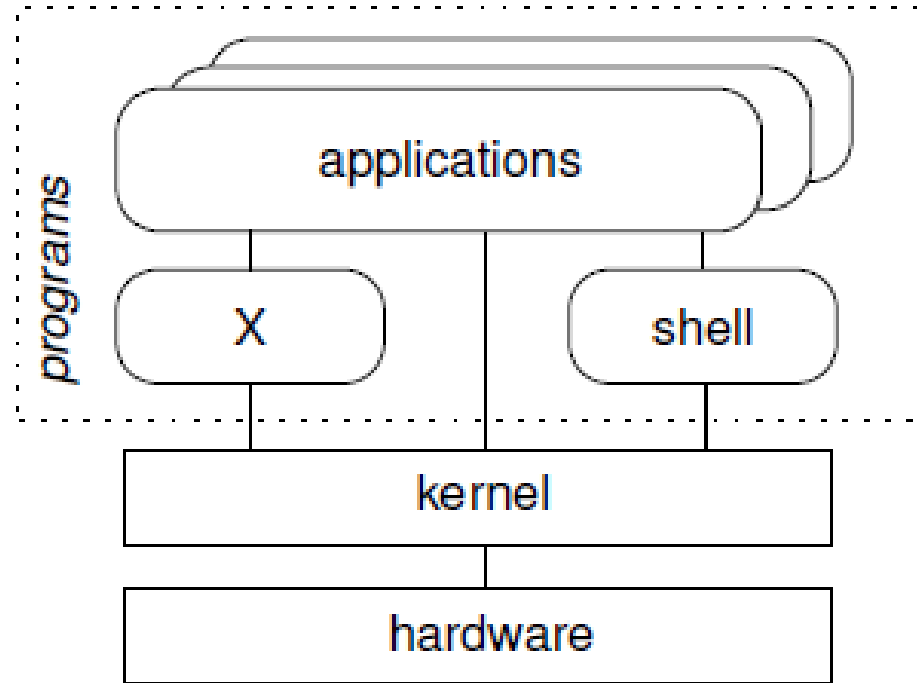 programs
applications
X
shell
kernel
hardware